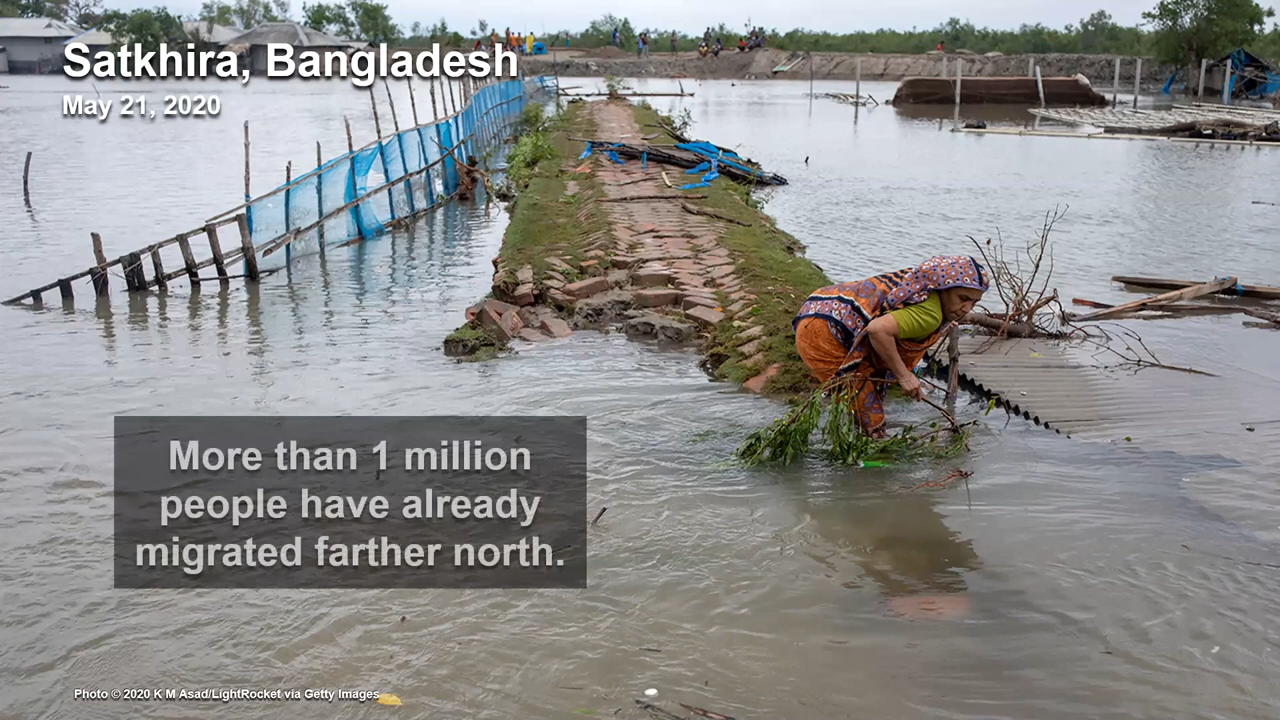 Satkhira, Bangladesh
May 21, 2020
More than 1 million
people have already
migrated farther north.
Photo © 2020 K M Asad/LightRocket via Getty Images